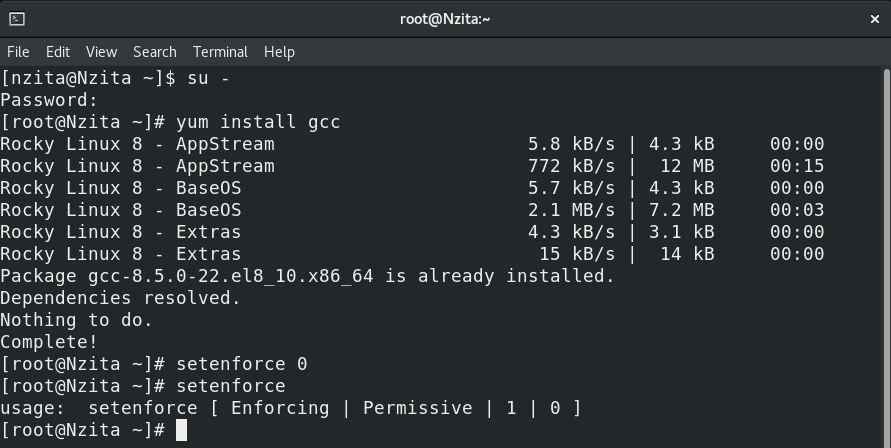 root@Nzita:~
File Edit View Search Terminal Help
[nzita@Nzita ~]$ su -
Password:
[root@Nzita ~]# yum install gcc
Rocky Linux 8 - AppStream 5.8 kB/s | 4.3 kB 00:00
Rocky Linux 8 - AppStream 772 kB/s | 12 MB 00:15
Rocky Linux 8 - BaseOS 5.7 kB/s | 4.3 kB 00:00
Rocky Linux 8 - BaseOS 2.1 MB/s | 7.2 MB 00:03
Rocky Linux 8 - Extras 4.3 kB/s | 3.1 kB 00:00
Rocky Linux 8 - Extras 15 kB/s | 14 kB 00:00
Package gcc-8.5.0-22.el8_10.x86_64 is already installed.
Dependencies resolved.
Nothing to do.
Complete!
[root@Nzita ~]# setenforce 0
[root@Nzita ~]# setenforce
usage:  setenforce [ Enforcing | Permissive | 1 | 0 ]
[root@Nzita ~]#